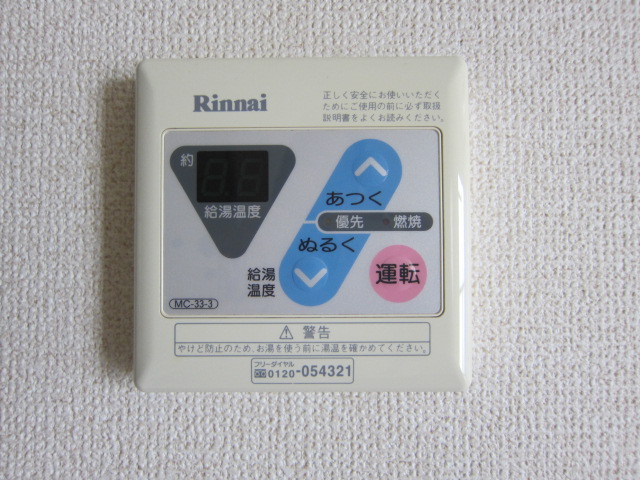 Rinnai
正しく安全にお使いいただく
ためにご使用の前に必ず取扱
説明書をよくお読みください。
約
給湯温度
あつく
優先 燃焼
ぬるく
給湯
温度
運転
MC-33-3
⚠ 警告
やけど防止のため、お湯を使う前に湯温を確かめてください。
フリーダイヤル
0120-054321